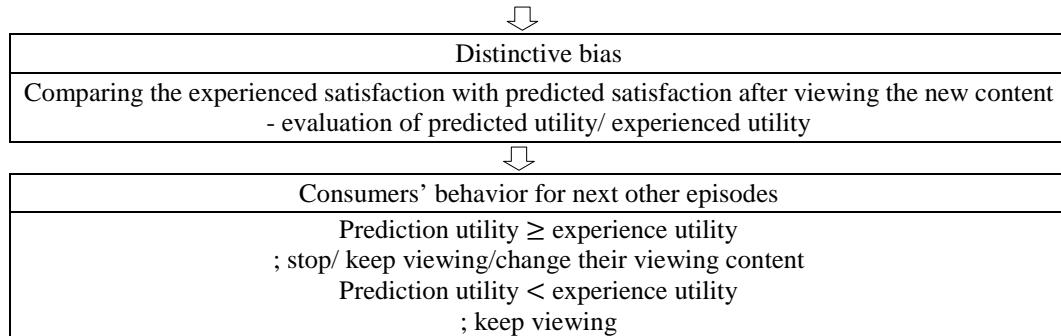 Distinctive bias
Comparing the experienced satisfaction with predicted satisfaction after viewing the new content
- evaluation of predicted utility/ experienced utility
Consumers’ behavior for next other episodes
Prediction utility ≥ experience utility
; stop/ keep viewing/change their viewing content
Prediction utility < experience utility
; keep viewing